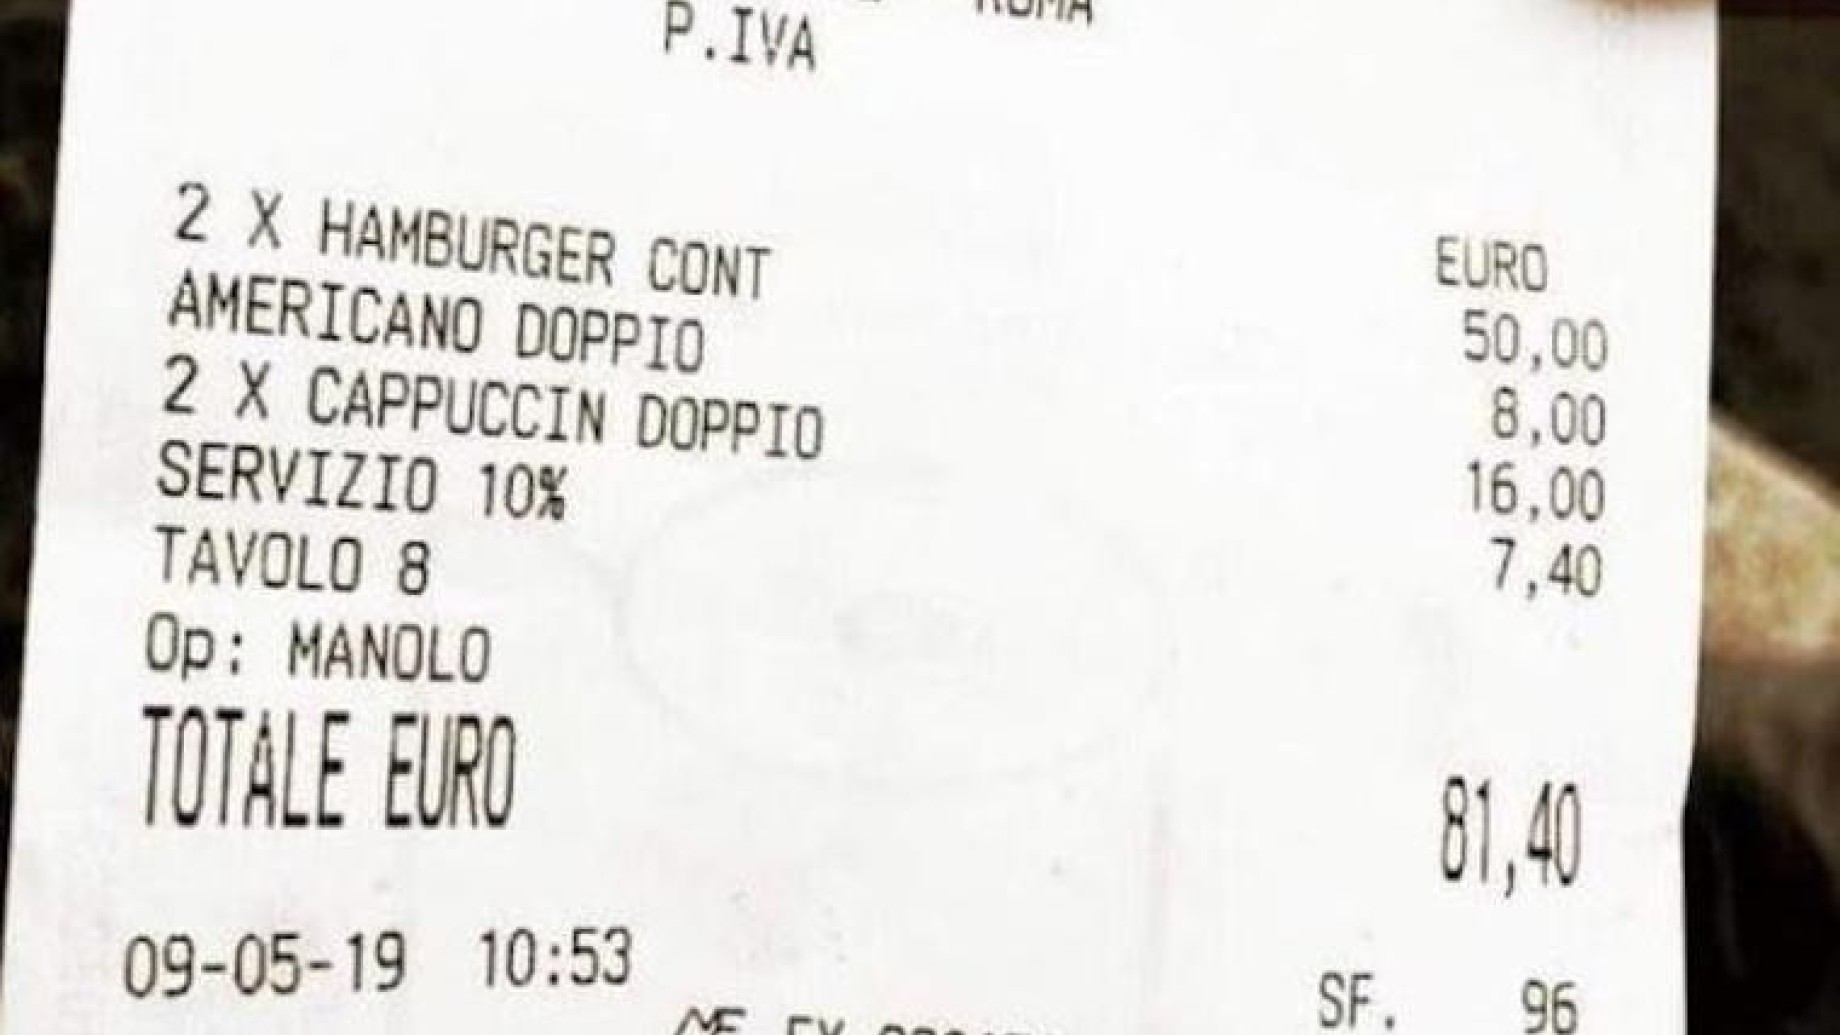 ROMA
P.IVA
EURO
2 X HAMBURGER CONT 50,00
AMERICANO DOPPIO 8,00
2 X CAPPUCCIN DOPPIO 16,00
SERVIZIO 10% 7,40
TAVOLO 8
Op: MANOLO
TOTALE EURO 81,40
09-05-19 10:53 SF. 96